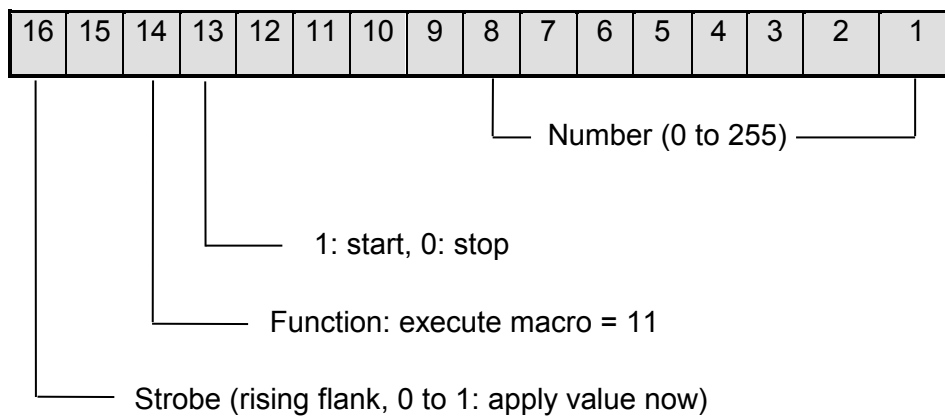 16 15 14 13 12 11 10 9 8 7 6 5 4 3 2 1
Number (0 to 255)
1: start, 0: stop
Function: execute macro = 11
Strobe (rising flank, 0 to 1: apply value now)